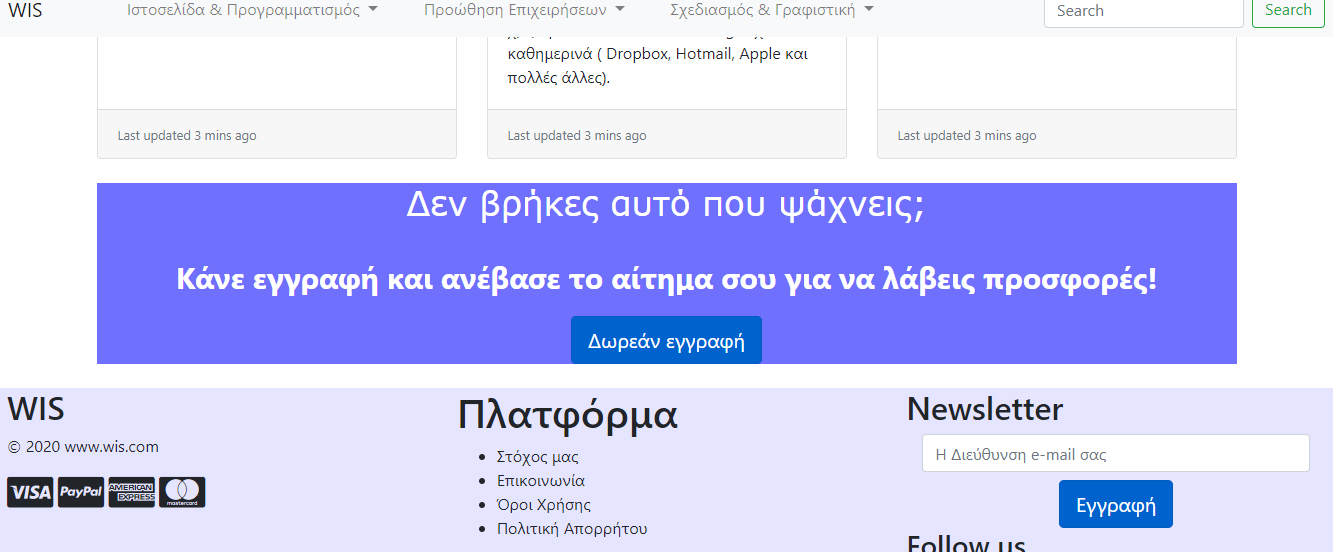 WIS
Ιστοσελίδα & Προγραμματισμός
Προώθηση Επιχειρήσεων
Σχεδιασμός & Γραφιστική
Search
Search
καθημερινά ( Dropbox, Hotmail, Apple και
πολλές άλλες).
Last updated 3 mins ago
Last updated 3 mins ago
Last updated 3 mins ago
Δεν βρήκες αυτό που ψάχνεις;
Κάνε εγγραφή και ανέβασε το αίτημα σου για να λάβεις προσφορές!
Δωρεάν εγγραφή
WIS
© 2020 www.wis.com
VISA
PayPal
AMERICAN EXPRESS
mastercard
Πλατφόρμα
Στόχος μας
Επικοινωνία
Όροι Χρήσης
Πολιτική Απορρήτου
Newsletter
Η Διεύθυνση e-mail σας
Εγγραφή
Follow us